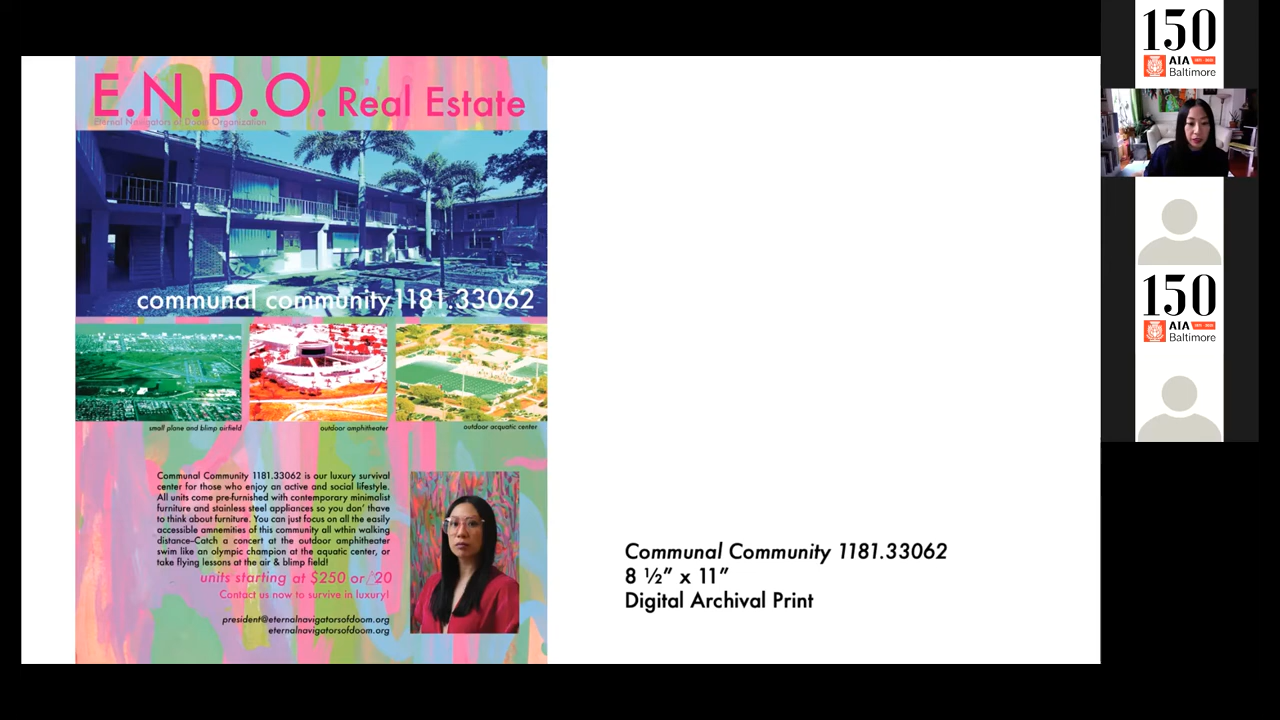 E.N.D.O. Real Estate
Eternal Navigators of Doom Organization
communal community1181.33062
small plane and blimp airfield
outdoor amphitheater
outdoor acquatic center
Communal Community 1181.33062 is our luxury survival
center for those who enjoy an active and social lifestyle.
All units come pre-furnished with contemporary minimalist
furniture and stainless steel appliances so you don' thave
to think about furniture. You can just focus on all the easily
accessible amnemities of this community all wthin walking
distance–Catch a concert at the outdoor amphitheater
swim like an olympic champion at the aquatic center, or
take flying lessons at the air & blimp field!
units starting at $250 or
20
Contact us now to survive in luxury!
president@eternalnavigatorsofdoom.org
eternalnavigatorsofdoom.org
Communal Community 1181.33062
8 ½” x 11”
Digital Archival Print
150
AIA
Baltimore
150
AIA
Baltimore